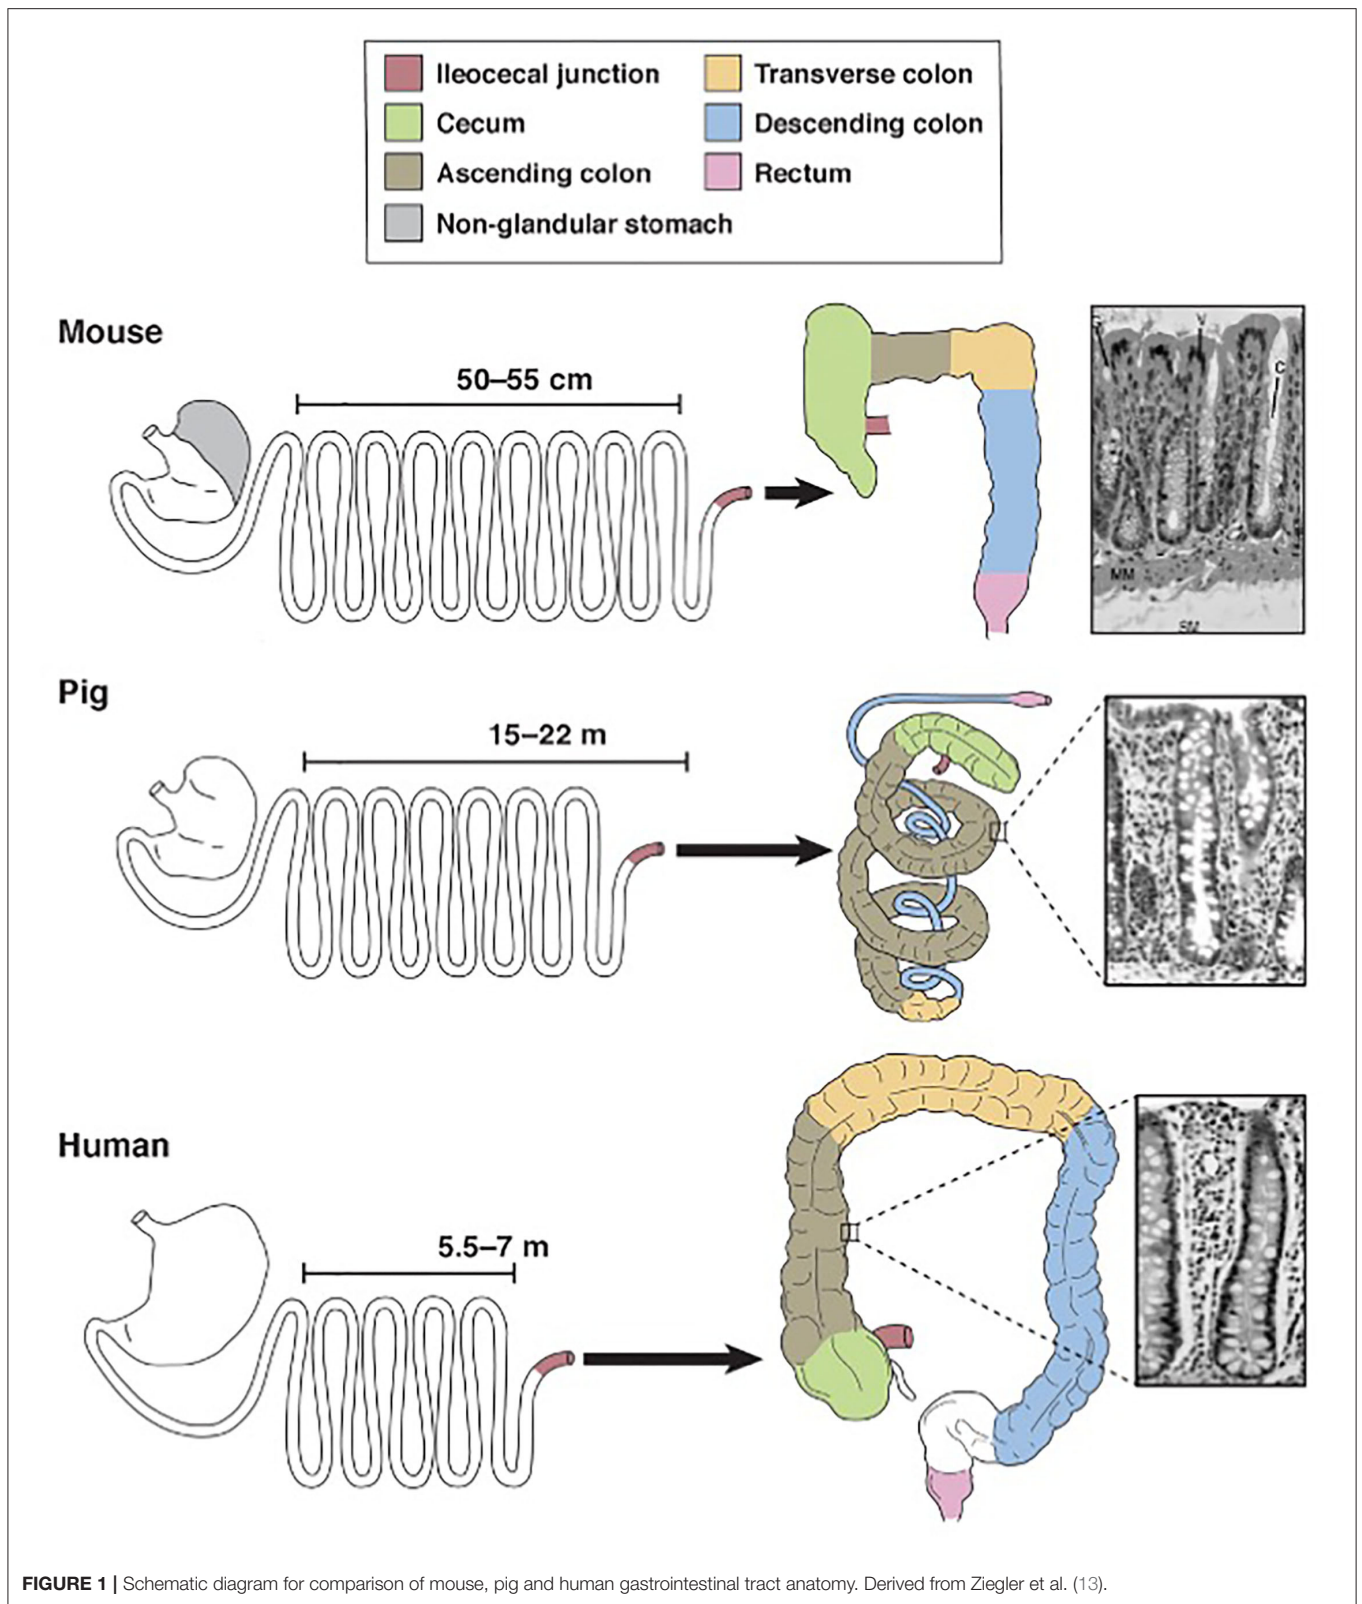 Ileocecal junction
Transverse colon
Cecum
Descending colon
Ascending colon
Rectum
Non-glandular stomach
Mouse
50–55 cm
V
C
MM
SM
Pig
15–22 m
Human
5.5–7 m
FIGURE 1 | Schematic diagram for comparison of mouse, pig and human gastrointestinal tract anatomy. Derived from Ziegler et al. (13).